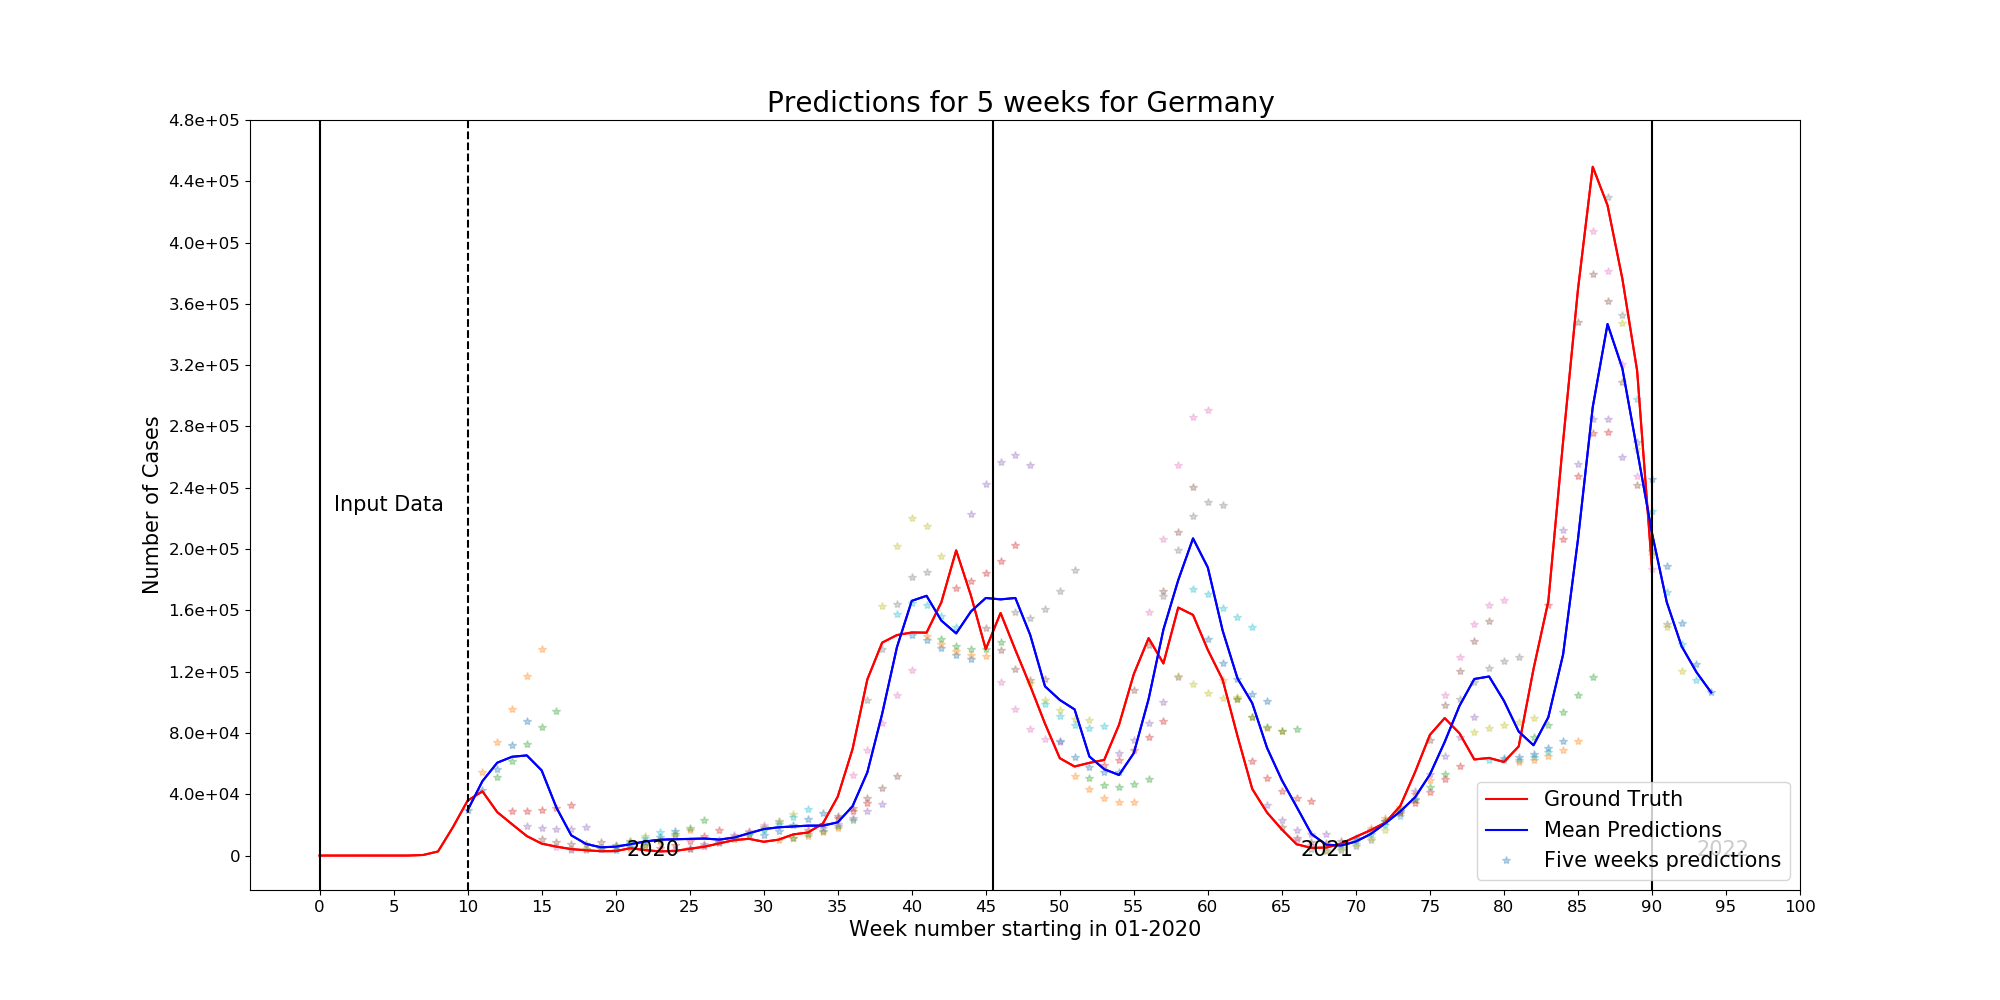 Predictions for 5 weeks for Germany
4.8e+05
4.4e+05
4.0e+05
3.6e+05
3.2e+05
2.8e+05
2.4e+05
2.0e+05
1.6e+05
1.2e+05
8.0e+04
4.0e+04
0
Number of Cases
Input Data
2020
2021
2022
Ground Truth
Mean Predictions
Five weeks predictions
0 5 10 15 20 25 30 35 40 45 50 55 60 65 70 75 80 85 90 95 100
Week number starting in 01-2020